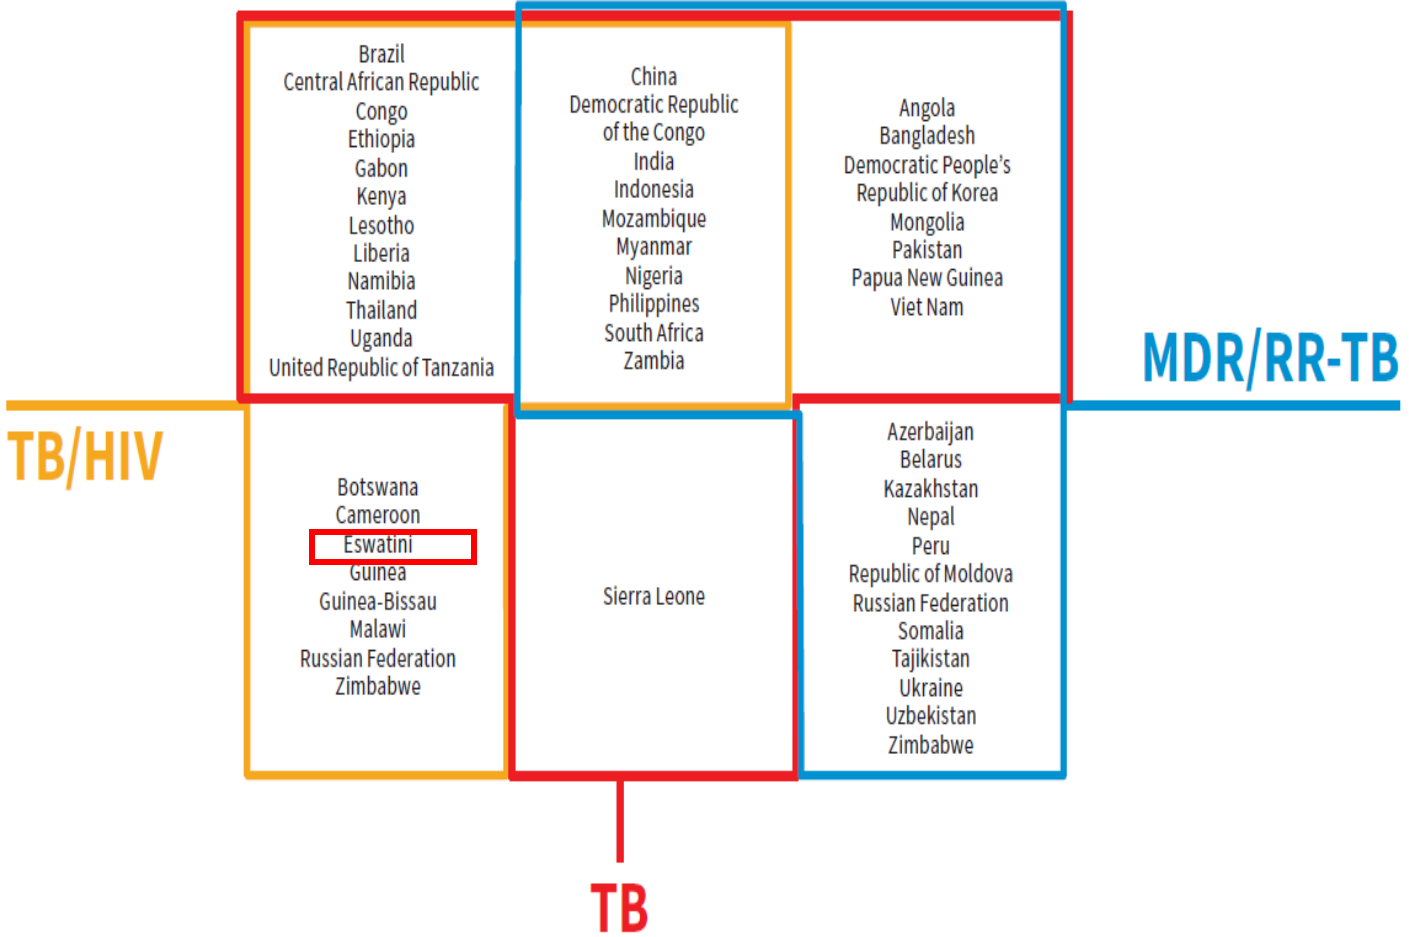 Brazil
Central African Republic
Congo
Ethiopia
Gabon
Kenya
Lesotho
Liberia
Namibia
Thailand
Uganda
United Republic of Tanzania
China
Democratic Republic
of the Congo
India
Indonesia
Mozambique
Myanmar
Nigeria
Philippines
South Africa
Zambia
Angola
Bangladesh
Democratic People's
Republic of Korea
Mongolia
Pakistan
Papua New Guinea
Viet Nam
MDR/RR-TB
TB/HIV
Botswana
Cameroon
Eswatini
Guinea
Guinea-Bissau
Malawi
Russian Federation
Zimbabwe
Sierra Leone
Azerbaijan
Belarus
Kazakhstan
Nepal
Peru
Republic of Moldova
Russian Federation
Somalia
Tajikistan
Ukraine
Uzbekistan
Zimbabwe
TB